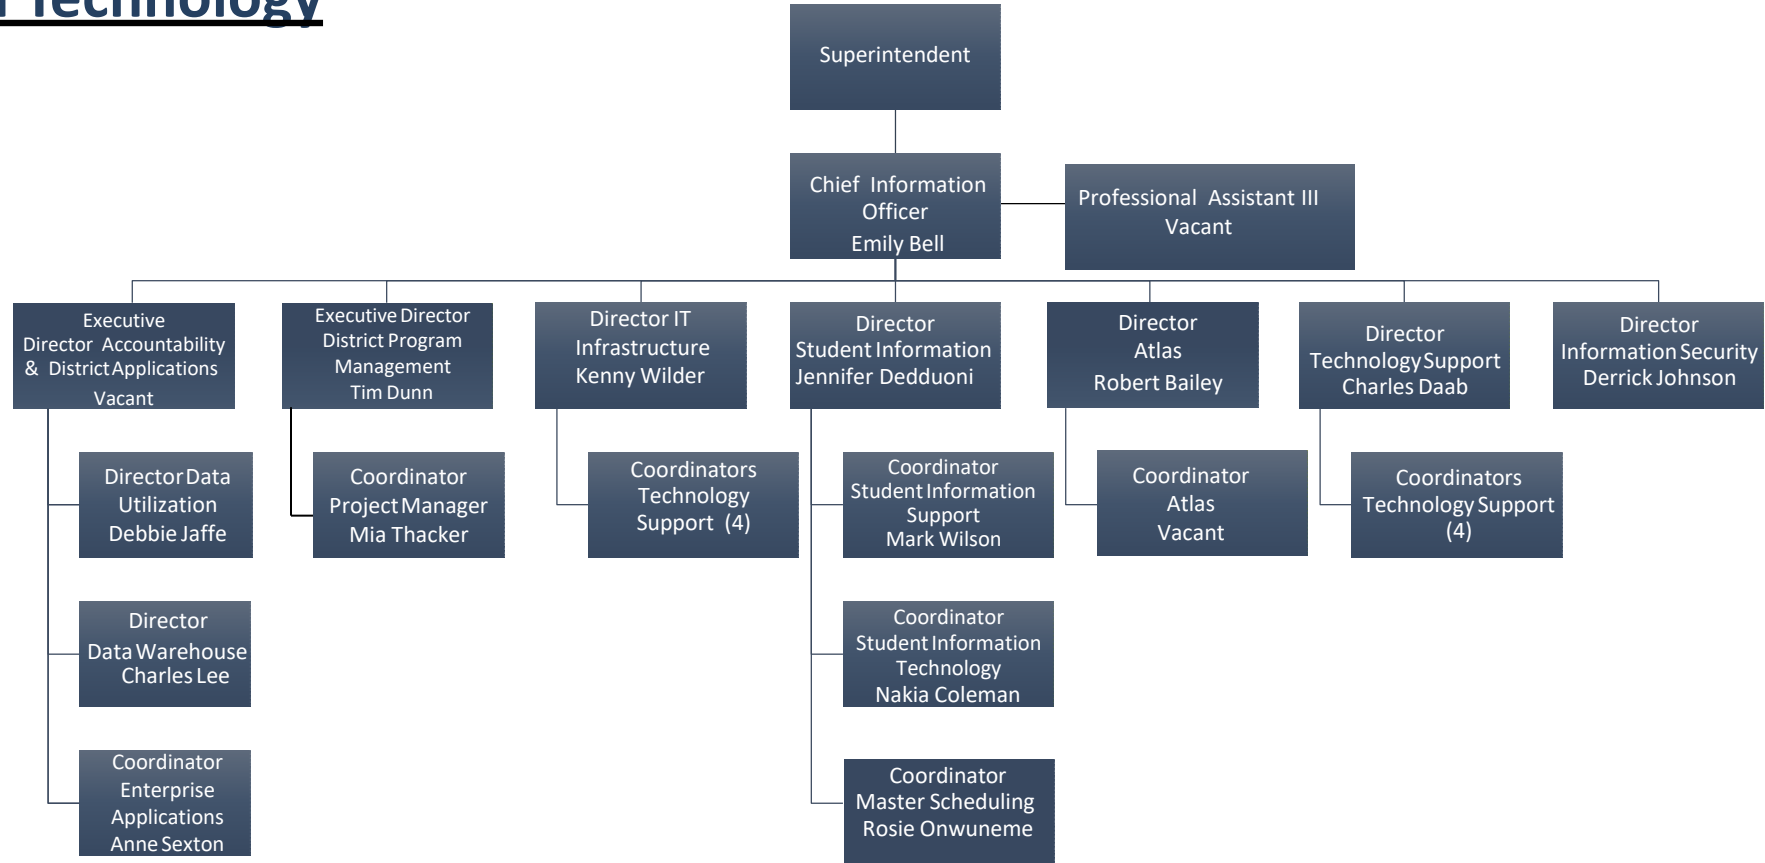 Technology
Superintendent
Chief Information
Officer
Emily Bell
Professional Assistant III
Vacant
Executive
Director Accountability
& District Applications
Vacant
Executive Director
District Program
Management
Tim Dunn
Director IT
Infrastructure
Kenny Wilder
Director
Student Information
Jennifer Dedduoni
Director
Atlas
Robert Bailey
Director
Technology Support
Charles Daab
Director
Information Security
Derrick Johnson
Director Data
Utilization
Debbie Jaffe
Coordinator
Project Manager
Mia Thacker
Coordinators
Technology
Support (4)
Coordinator
Student Information
Support
Mark Wilson
Coordinator
Atlas
Vacant
Coordinators
Technology Support
(4)
Director
Data Warehouse
Charles Lee
Coordinator
Student Information
Technology
Nakia Coleman
Coordinator
Enterprise
Applications
Anne Sexton
Coordinator
Master Scheduling
Rosie Onwuneme